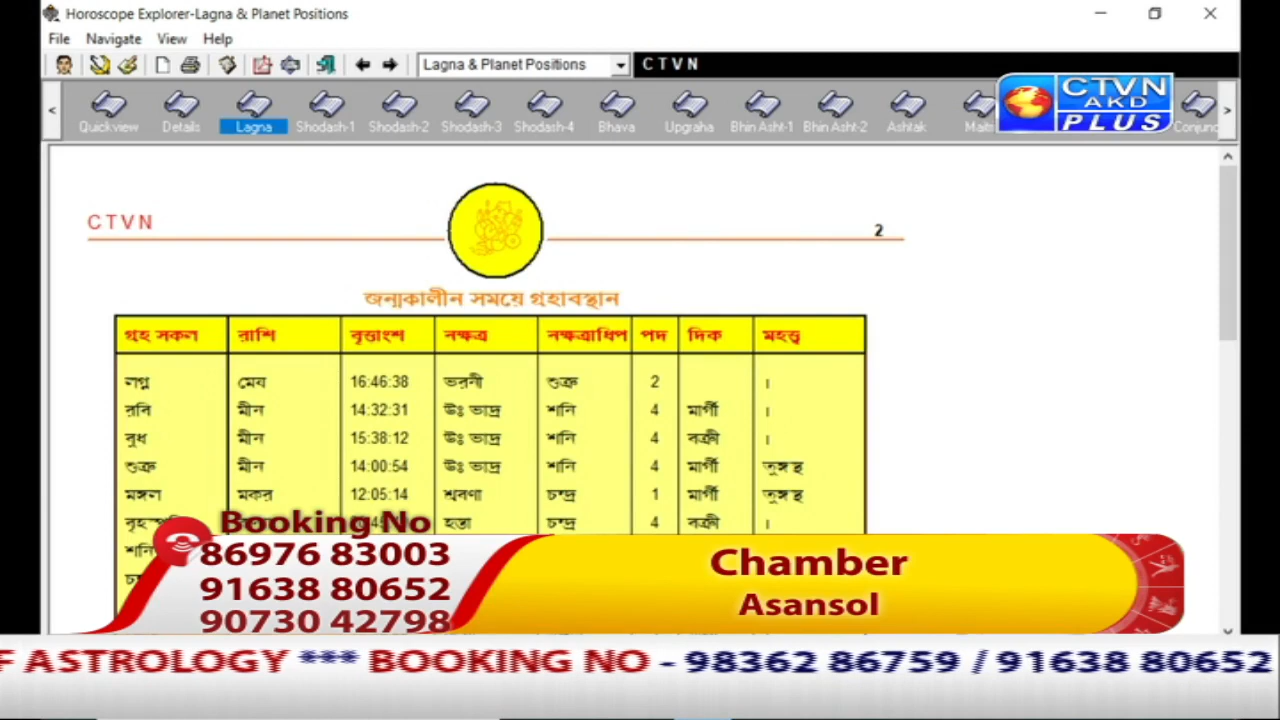 Horoscope Explorer-Lagna & Planet Positions
File Navigate View Help
Lagna & Planet Positions CTVN
Quickview Details Lagna Shodash-1 Shodash-2 Shodash-3 Shodash-4 Bhava Upgraha Bhin Asht-1 Bhin Asht-2 Ashtak
CTVN
AKD
PLUS
CTVN
2
জন্মকালীন সময়ে গ্রহাবস্থান
গ্রহ সকল রাশি বৃত্তাংশ নক্ষত্র নক্ষত্রাধিপ পদ দিক মহত্ত্ব
লগ্ন মেষ 16:46:38 ভরনী শুক্র 2 ।
রবি মীন 14:32:31 উঃ ভাদ্র শনি 4 মার্গী ।
বুধ মীন 15:38:12 উঃ ভাদ্র শনি 4 বক্রী ।
শুক্র মীন 14:00:54 উঃ ভাদ্র শনি 4 মার্গী তুঙ্গস্থ
মঙ্গল মকর 12:05:14 শ্রবণা চন্দ্র 1 মার্গী তুঙ্গস্থ
হস্তা চন্দ্র 4 বক্রী ।
শনি
Booking No
86976 83003
91638 80652
90730 42798
Chamber
Asansol
F ASTROLOGY *** BOOKING NO - 98362 86759 / 91638 80652